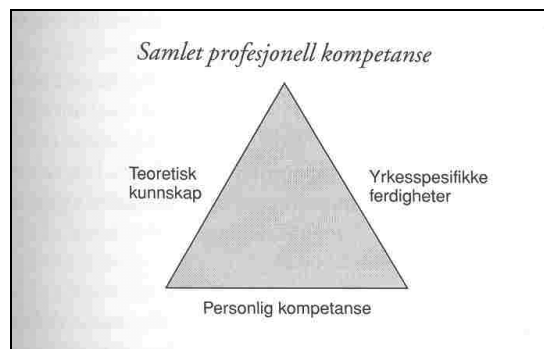 Samlet profesjonell kompetanse
Teoretisk
kunnskap
Yrkesspesifikke
ferdigheter
Personlig kompetanse